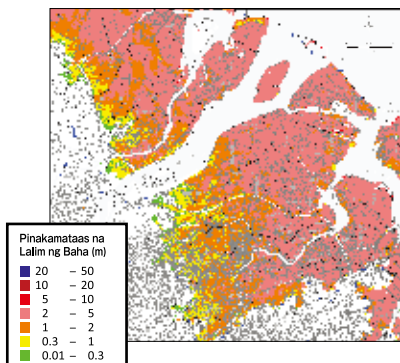 Pinakamataas na
Lalim ng Baha (m)
20 – 50
10 – 20
5 – 10
2 – 5
1 – 2
0.3 – 1
0.01 – 0.3